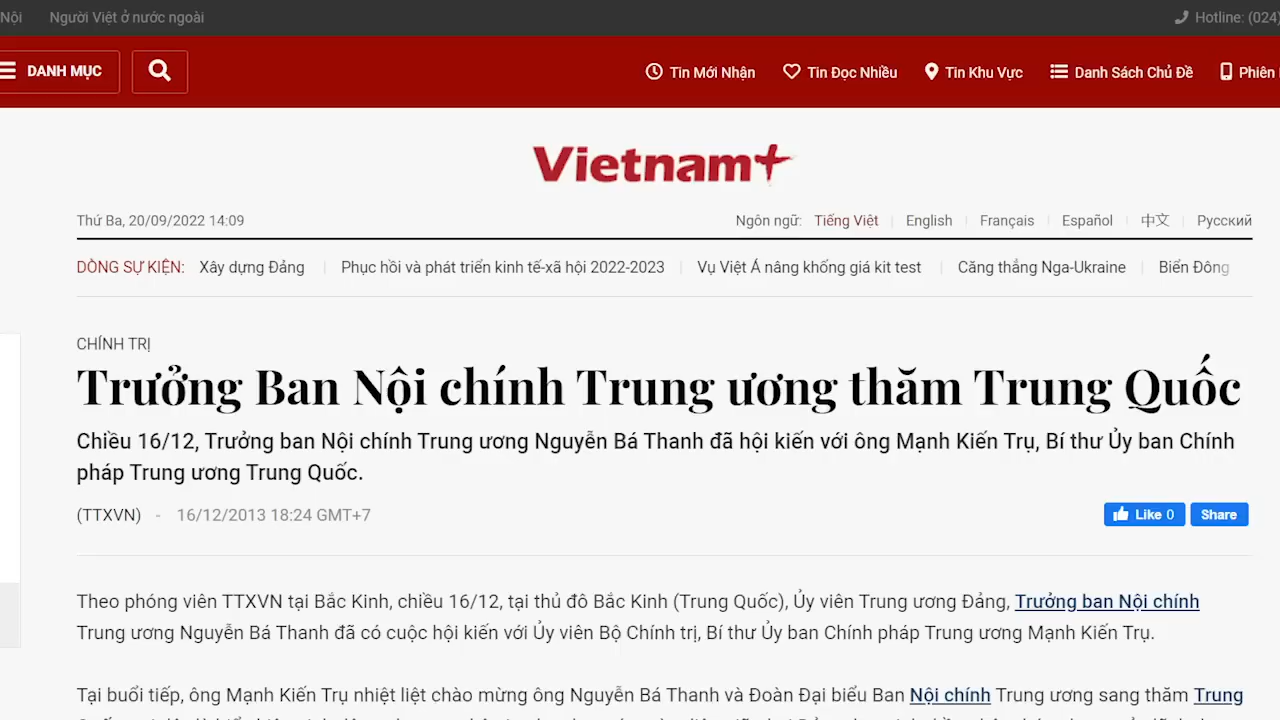 Nội Người Việt ở nước ngoài Hotline: (024)
DANH MỤC Tin Mới Nhận Tin Đọc Nhiều Tin Khu Vực Danh Sách Chủ Đề Phiên
Vietnam+
Thứ Ba, 20/09/2022 14:09 Ngôn ngữ: Tiếng Việt English Français Español 中文 Русский
DÒNG SỰ KIỆN: Xây dựng Đảng Phục hồi và phát triển kinh tế-xã hội 2022-2023 Vụ Việt Á nâng khống giá kit test Căng thẳng Nga-Ukraine Biển Đông
CHÍNH TRỊ
Trưởng Ban Nội chính Trung ương thăm Trung Quốc
Chiều 16/12, Trưởng ban Nội chính Trung ương Nguyễn Bá Thanh đã hội kiến với ông Mạnh Kiến Trụ, Bí thư Ủy ban Chính
pháp Trung ương Trung Quốc.
(TTXVN) - 16/12/2013 18:24 GMT+7 Like 0 Share
Theo phóng viên TTXVN tại Bắc Kinh, chiều 16/12, tại thủ đô Bắc Kinh (Trung Quốc), Ủy viên Trung ương Đảng, Trưởng ban Nội chính
Trung ương Nguyễn Bá Thanh đã có cuộc hội kiến với Ủy viên Bộ Chính trị, Bí thư Ủy ban Chính pháp Trung ương Mạnh Kiến Trụ.
Tại buổi tiếp, ông Mạnh Kiến Trụ nhiệt liệt chào mừng ông Nguyễn Bá Thanh và Đoàn Đại biểu Ban Nội chính Trung ương sang thăm Trung